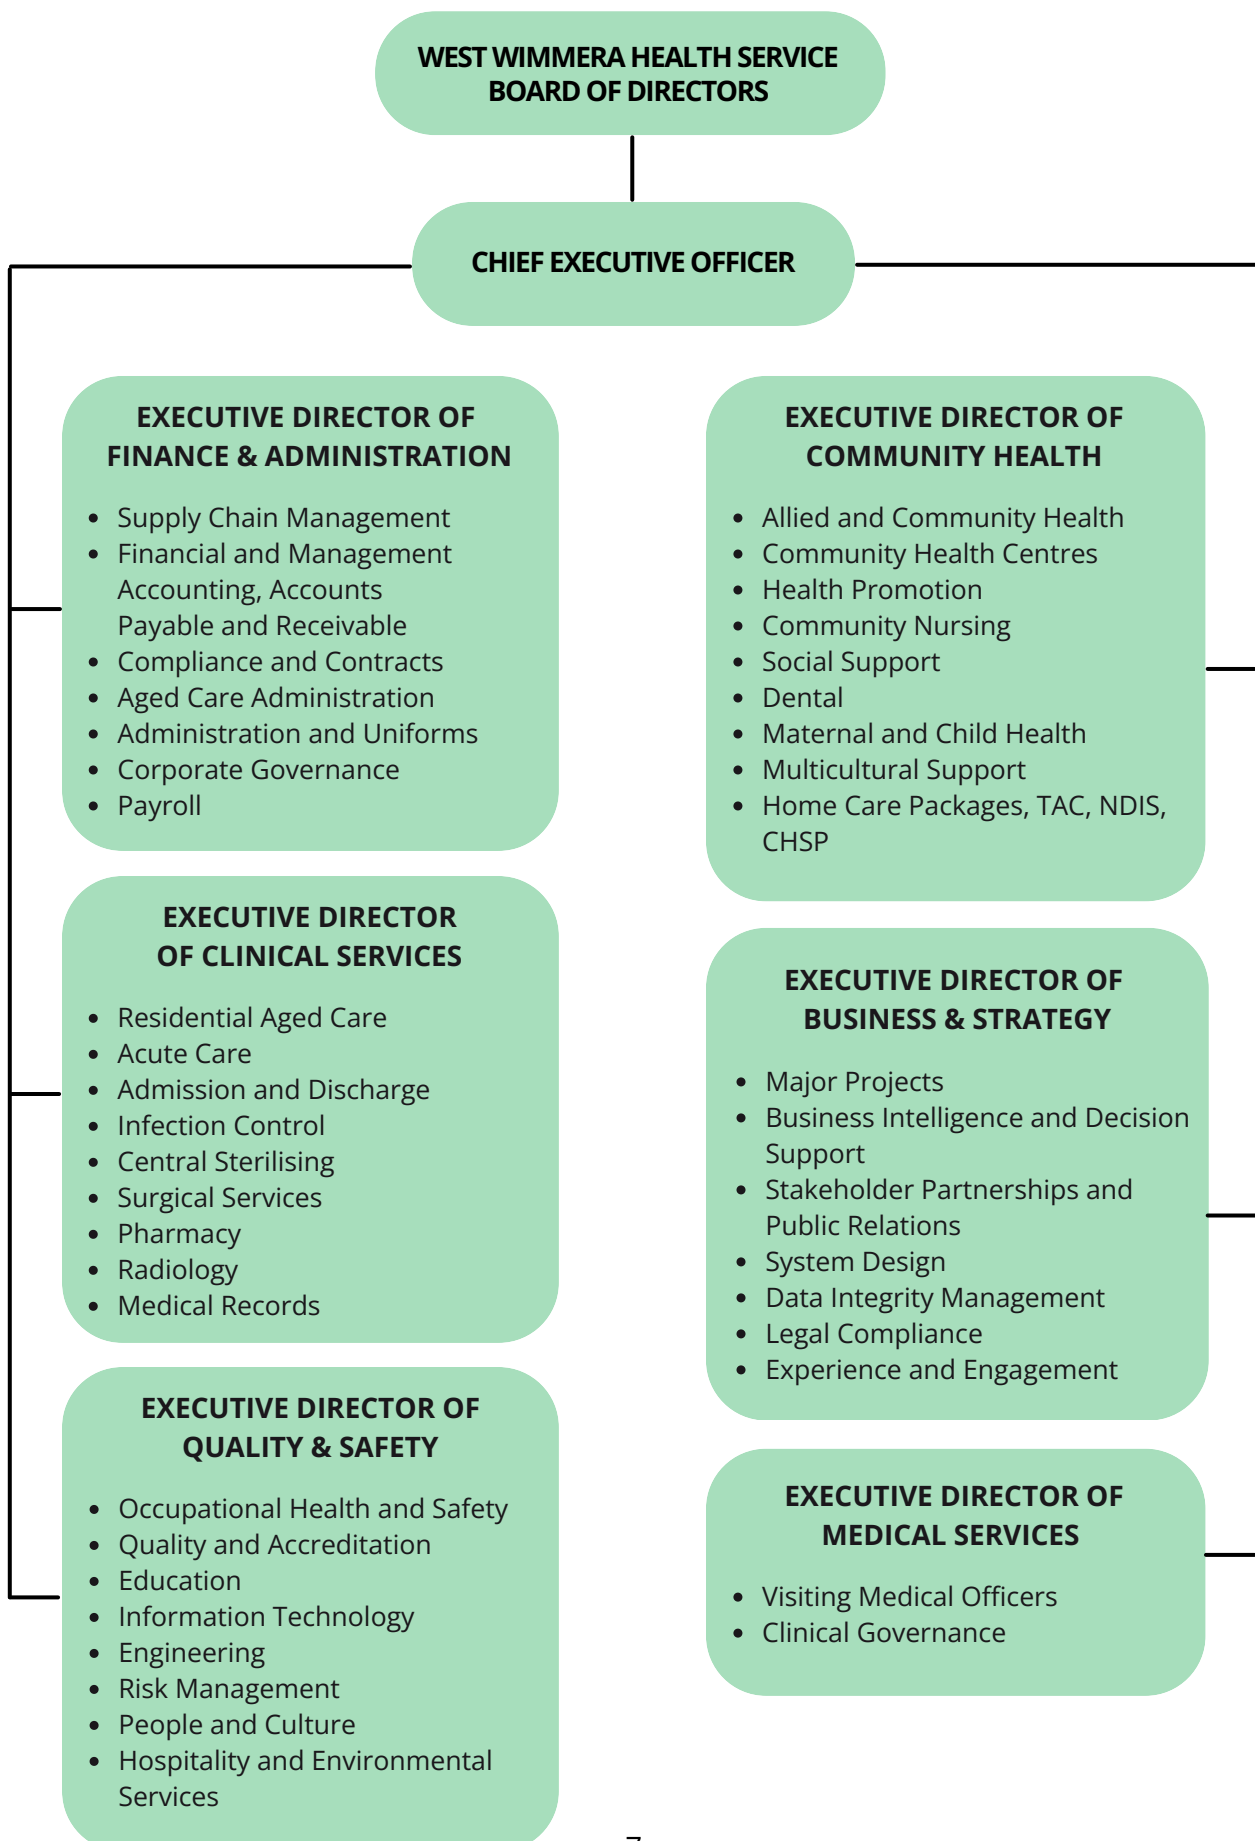 WEST WIMMERA HEALTH SERVICE
BOARD OF DIRECTORS
CHIEF EXECUTIVE OFFICER
EXECUTIVE DIRECTOR OF
FINANCE & ADMINISTRATION
• Supply Chain Management
• Financial and Management
Accounting, Accounts
Payable and Receivable
• Compliance and Contracts
• Aged Care Administration
• Administration and Uniforms
• Corporate Governance
• Payroll
EXECUTIVE DIRECTOR
OF CLINICAL SERVICES
• Residential Aged Care
• Acute Care
• Admission and Discharge
• Infection Control
• Central Sterilising
• Surgical Services
• Pharmacy
• Radiology
• Medical Records
EXECUTIVE DIRECTOR OF
QUALITY & SAFETY
• Occupational Health and Safety
• Quality and Accreditation
• Education
• Information Technology
• Engineering
• Risk Management
• People and Culture
• Hospitality and Environmental
Services
EXECUTIVE DIRECTOR OF
COMMUNITY HEALTH
• Allied and Community Health
• Community Health Centres
• Health Promotion
• Community Nursing
• Social Support
• Dental
• Maternal and Child Health
• Multicultural Support
• Home Care Packages, TAC, NDIS,
CHSP
EXECUTIVE DIRECTOR OF
BUSINESS & STRATEGY
• Major Projects
• Business Intelligence and Decision
Support
• Stakeholder Partnerships and
Public Relations
• System Design
• Data Integrity Management
• Legal Compliance
• Experience and Engagement
EXECUTIVE DIRECTOR OF
MEDICAL SERVICES
• Visiting Medical Officers
• Clinical Governance